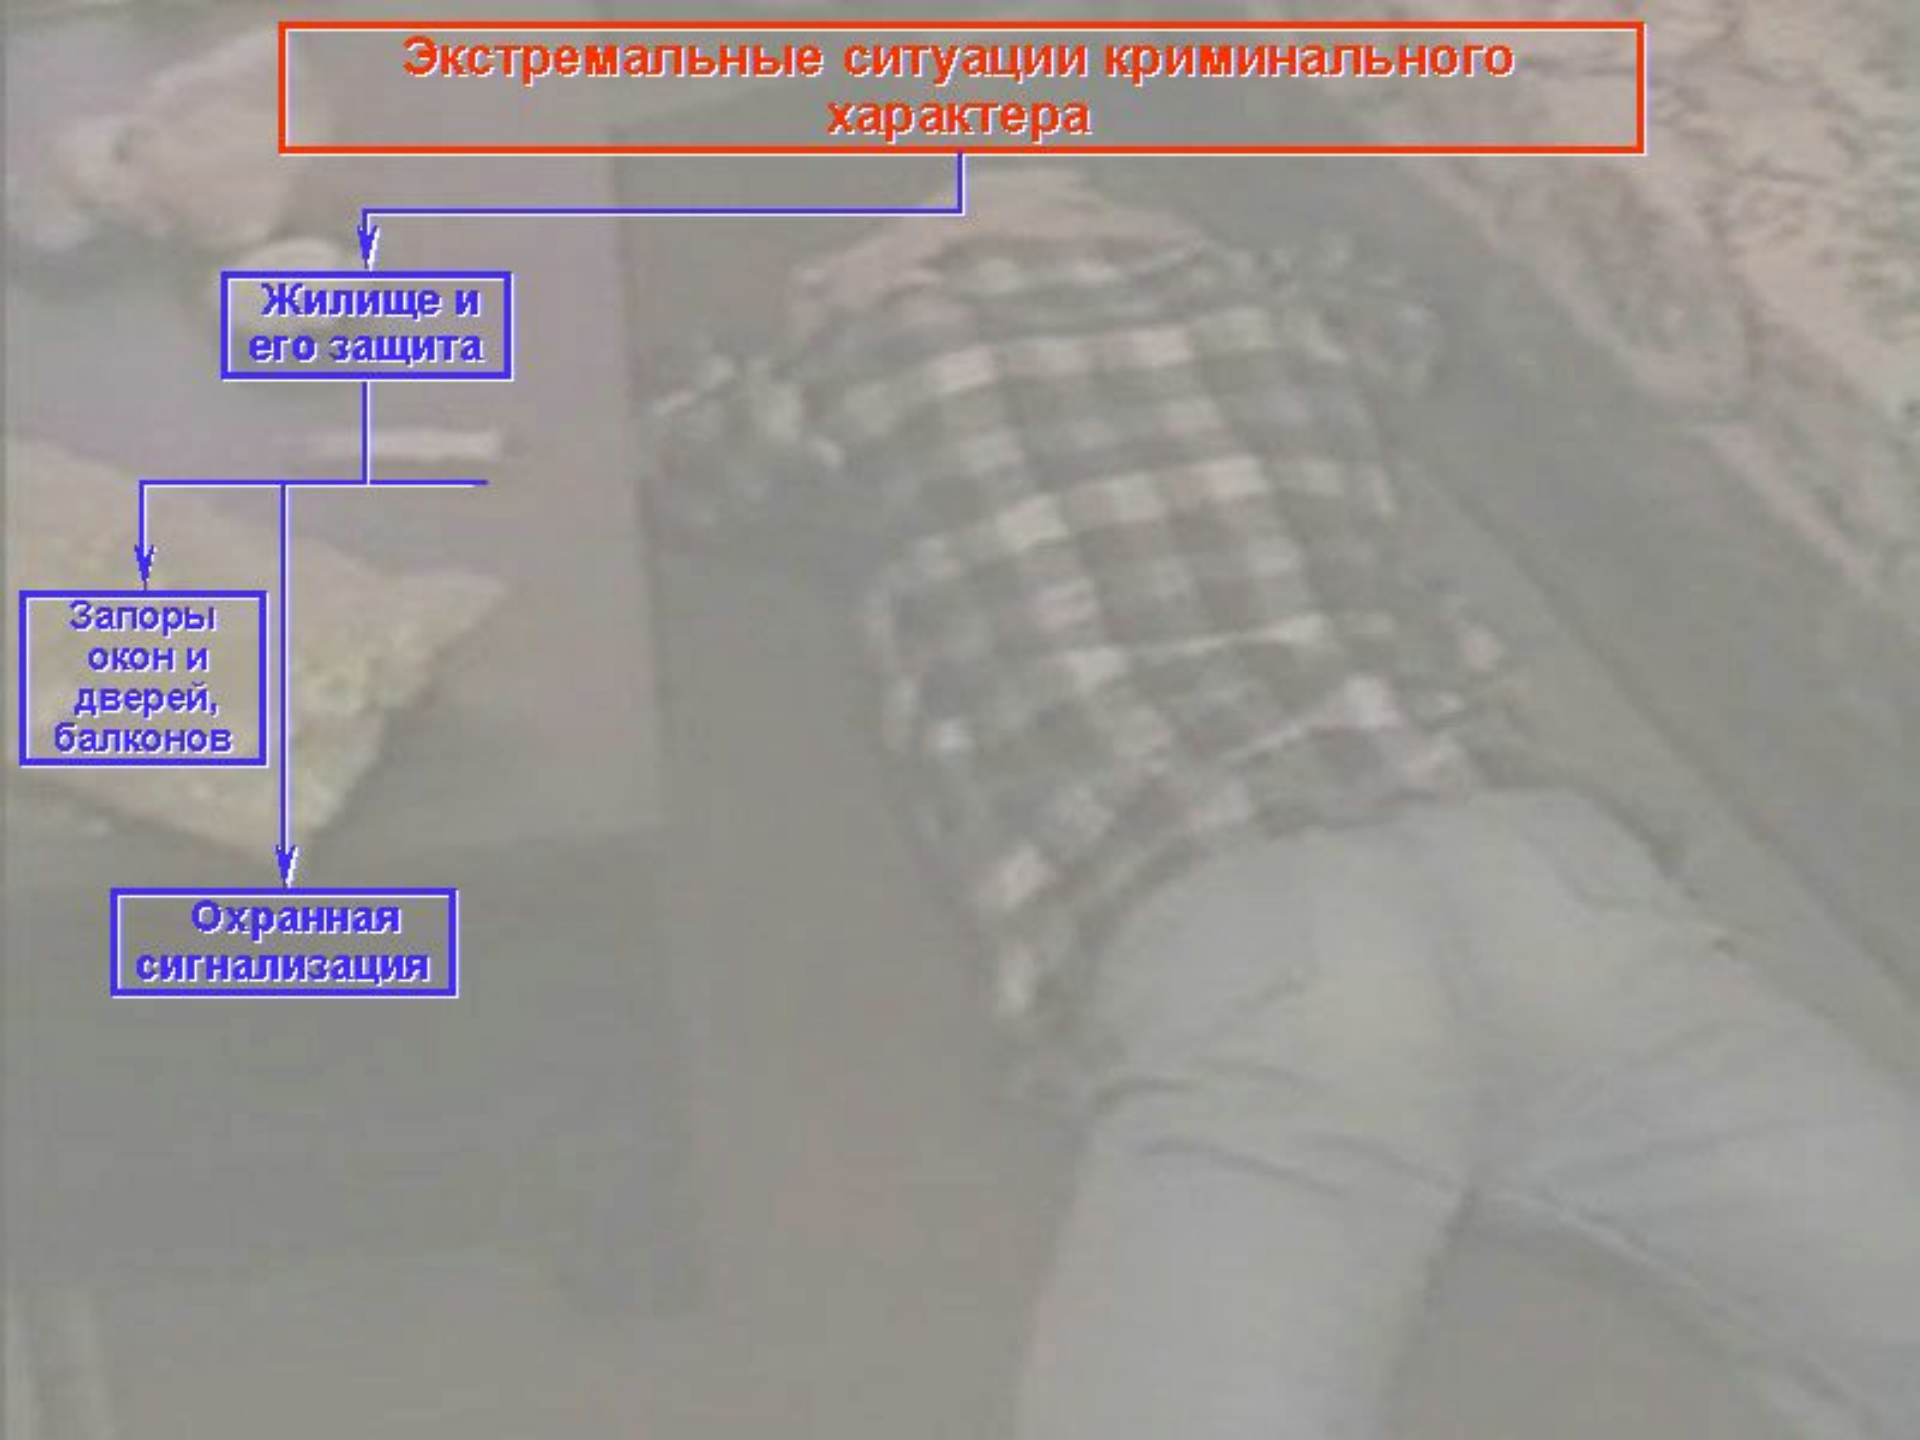 Экстремальные ситуации криминального
характера
Жилище и
его защита
Запоры
окон и
дверей,
балконов
Охранная
сигнализация